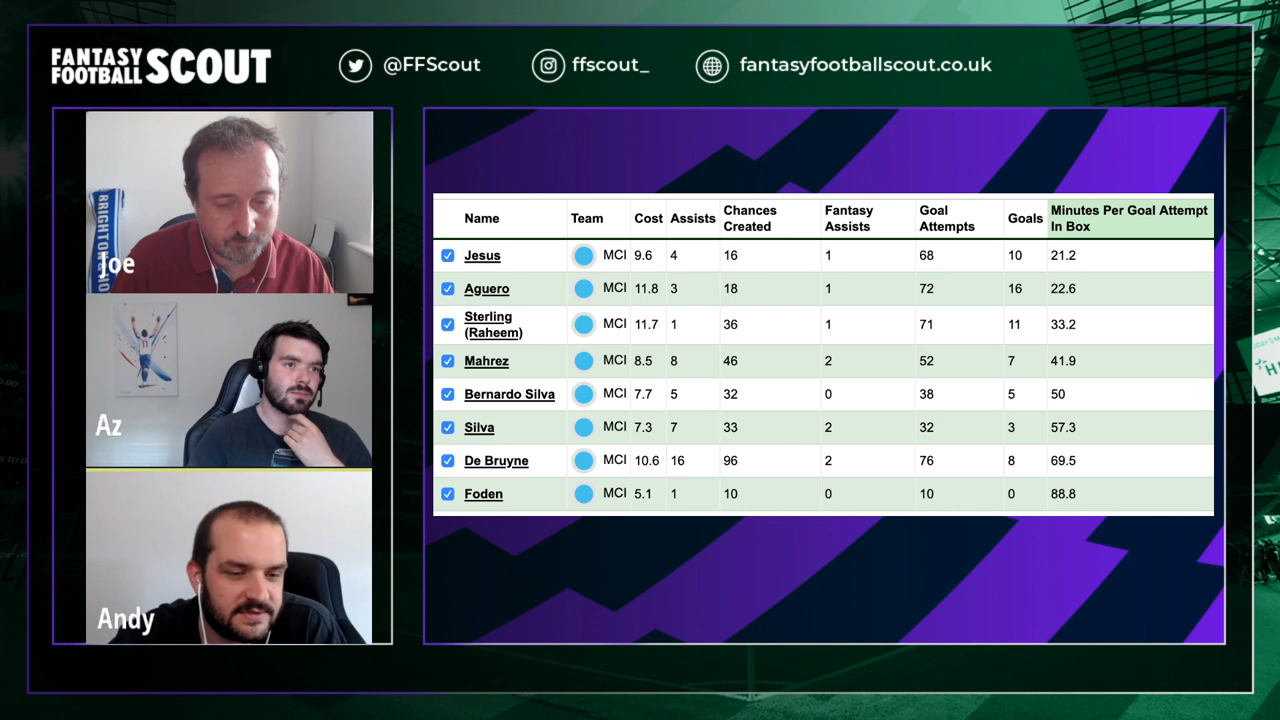 FANTASY
FOOTBALL SCOUT
@FFScout
ffscout_
fantasyfootballscout.co.uk
BRIGHTON & HO
Joe
11
Az
Andy
Name Team Cost Assists Chances Created Fantasy Assists Goal Attempts Goals Minutes Per Goal Attempt In Box
Jesus MCI 9.6 4 16 1 68 10 21.2
Aguero MCI 11.8 3 18 1 72 16 22.6
Sterling (Raheem) MCI 11.7 1 36 1 71 11 33.2
Mahrez MCI 8.5 8 46 2 52 7 41.9
Bernardo Silva MCI 7.7 5 32 0 38 5 50
Silva MCI 7.3 7 33 2 32 3 57.3
De Bruyne MCI 10.6 16 96 2 76 8 69.5
Foden MCI 5.1 1 10 0 10 0 88.8